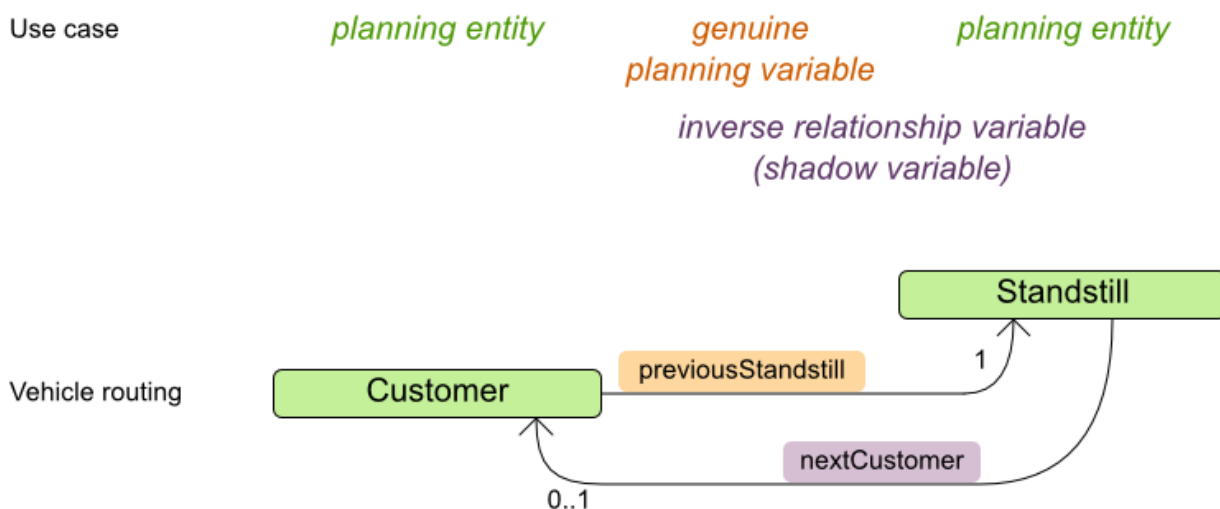 Use case
planning entity
genuine
planning variable
planning entity
inverse relationship variable
(shadow variable)
Standstill
previousStandstill
1
Vehicle routing
Customer
nextCustomer
0..1